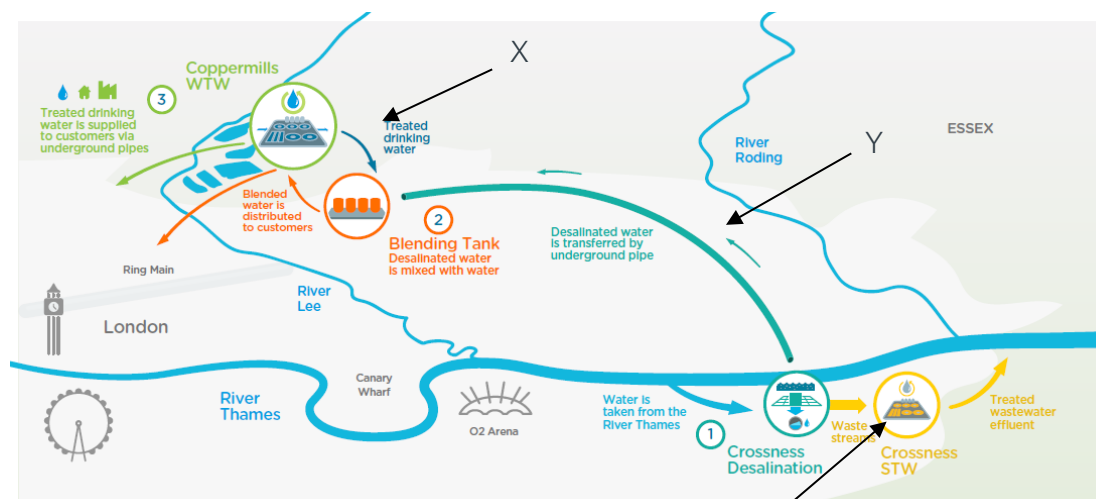 X
Coppermills
WTW
3
Treated drinking
water is supplied
to customers via
underground pipes
Treated
drinking
water
Y
River
Roding
ESSEX
Blended
water is
distributed
to customers
2
Blending Tank
Desalinated water
is mixed with water
Desalinated water
is transferred by
underground pipe
Ring Main
River
Lee
London
Canary
Wharf
River
Thames
O2 Arena
Water is
taken from the
River Thames
1
Crossness
Desalination
Waste
streams
Crossness
STW
Treated
wastewater
effluent